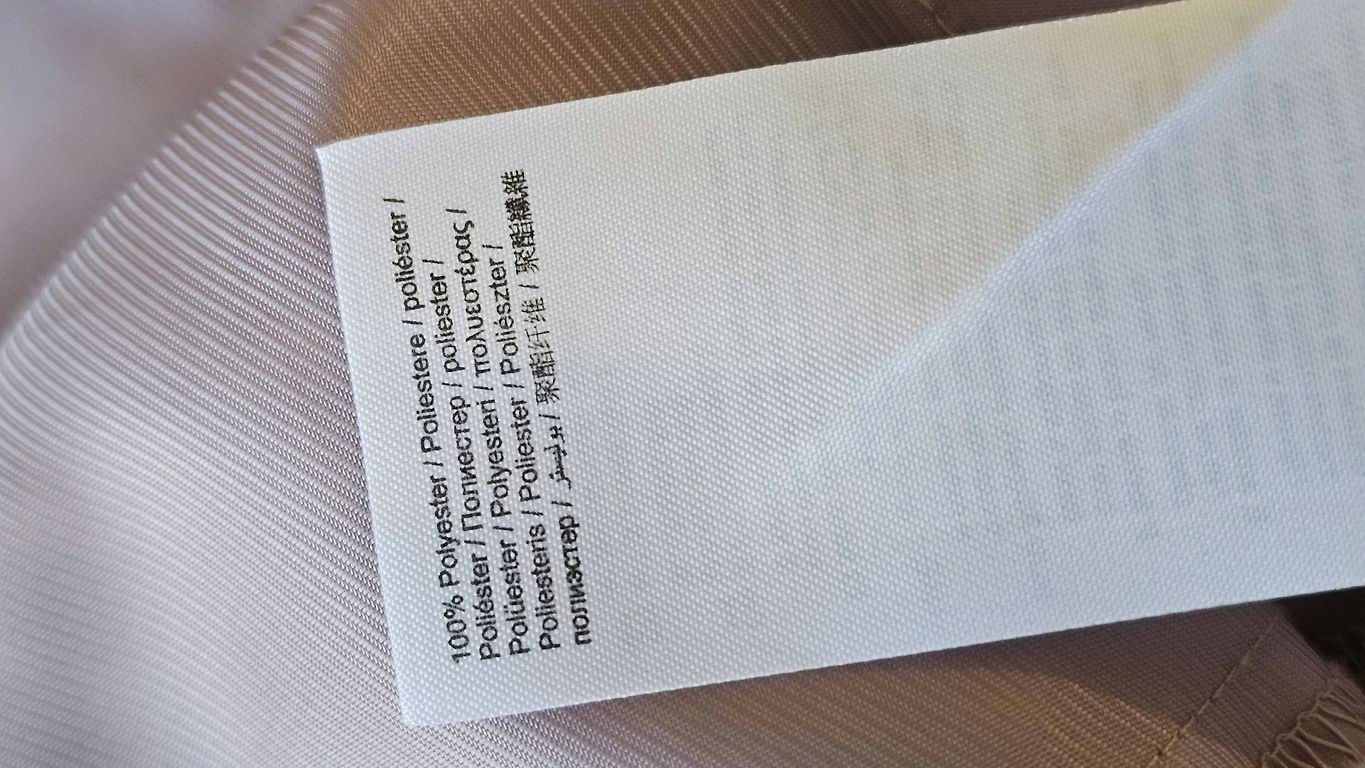 100% Polyester / Poliestere / poliéster /
Poliéster / Полиестер / poliester /
Polüester / Polyesteri / πολυεστέρας /
Poliesteris / Poliester / Poliészter /
полиэстер / بوليستر / 聚酯纤维 / 聚酯纖維